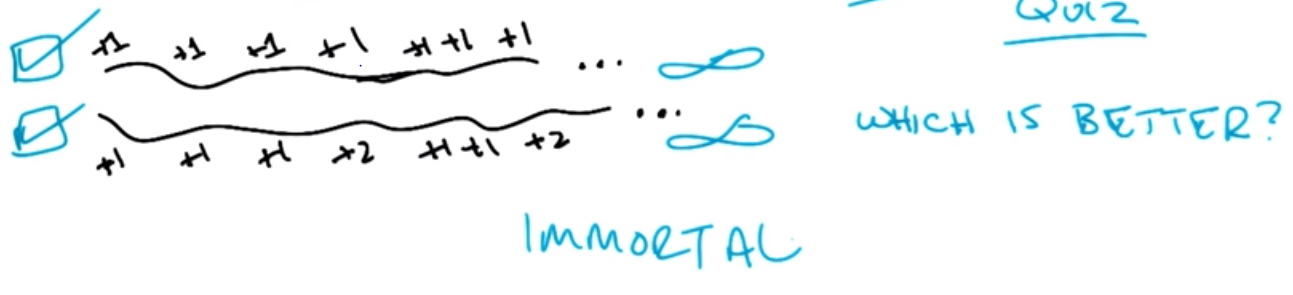 QUIZ
+1 +1 +1 +1 +1 +1 +1 ... ∞
... ∞ WHICH IS BETTER?
+1 +1 +1 +2 +1 +1 +2
IMMORTAL